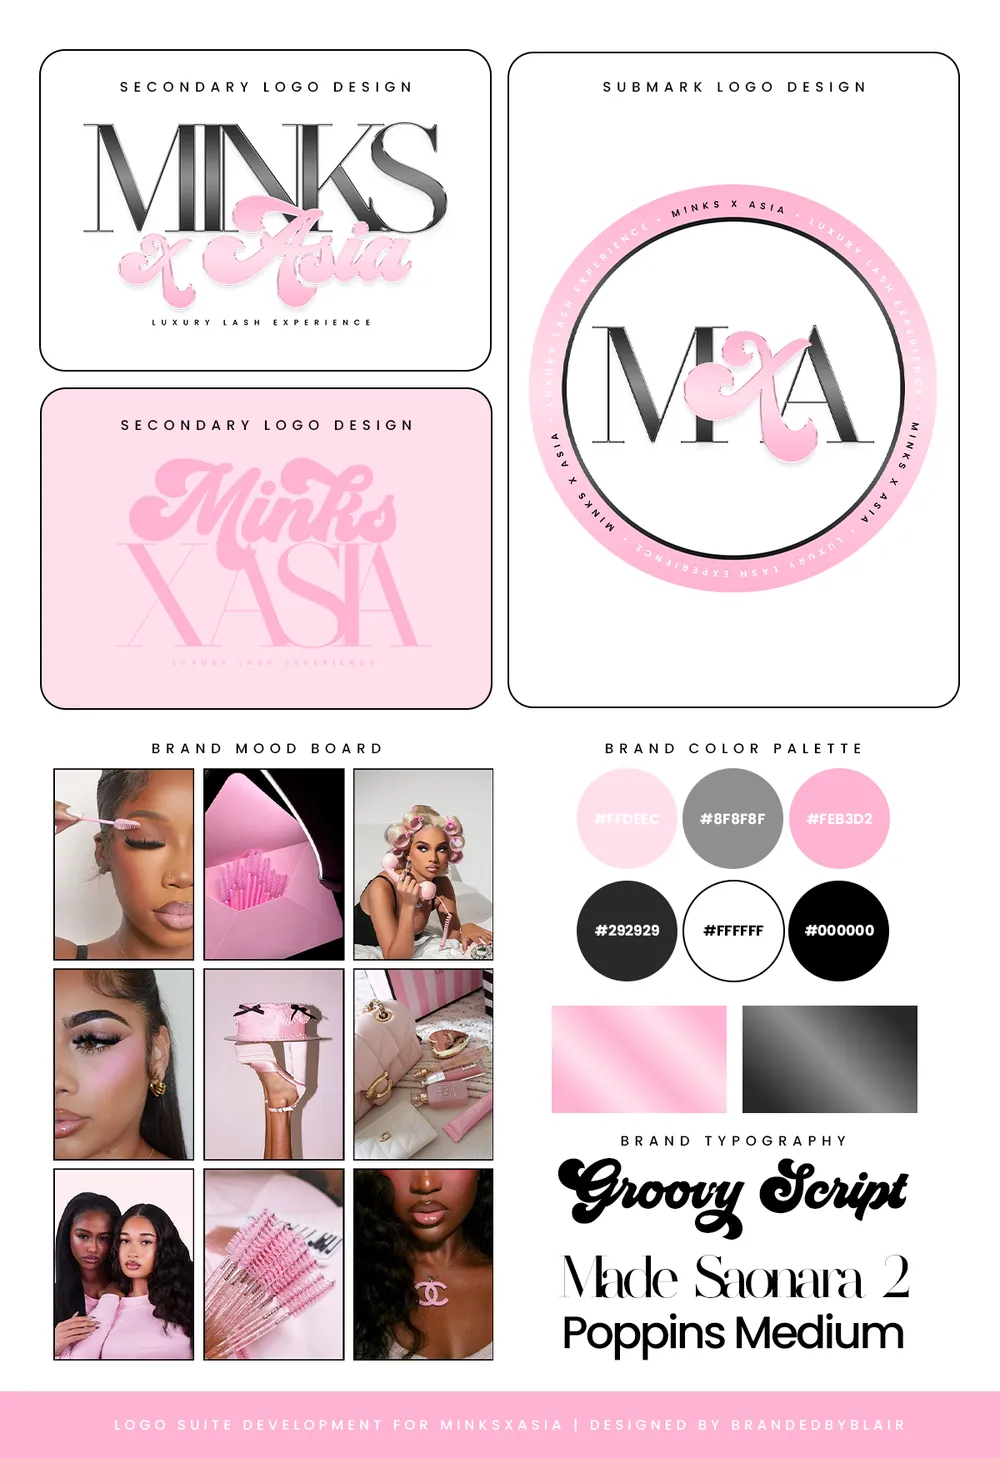 SECONDARY LOGO DESIGN
MINKS
x Asia
LUXURY LASH EXPERIENCE
SUBMARK LOGO DESIGN
MINKS X ASIA • LUXURY LASH EXPERIENCE • MINKS X ASIA • LUXURY LASH EXPERIENCE • MINKS X ASIA • LUXURY LASH EXPERIENCE •
M X A
SECONDARY LOGO DESIGN
Minks
X ASIA
LUXURY LASH EXPERIENCE
BRAND MOOD BOARD
BRAND COLOR PALETTE
#FFDEEC
#8F8F8F
#FEB3D2
#292929
#FFFFFF
#000000
BRAND TYPOGRAPHY
Groovy Script
Made Saonara 2
Poppins Medium
LOGO SUITE DEVELOPMENT FOR MINKSXASIA | DESIGNED BY BRANDEDBYBLAIR